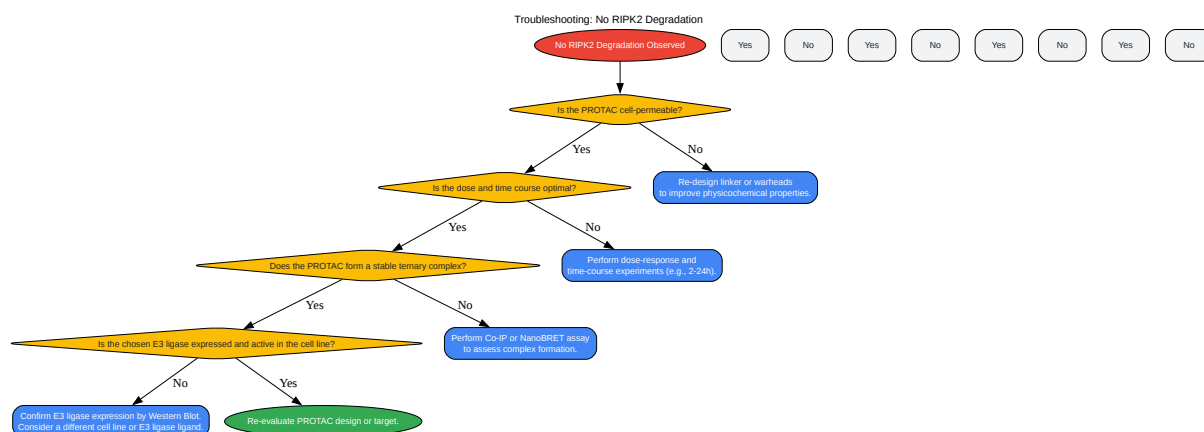 Troubleshooting: No RIPK2 Degradation
No RIPK2 Degradation Observed
Yes
No
Yes
No
Yes
No
Yes
No
Is the PROTAC cell-permeable?
Yes
No
Is the dose and time course optimal?
Re-design linker or warheads
to improve physicochemical properties.
Yes
No
Does the PROTAC form a stable ternary complex?
Perform dose-response and
time-course experiments (e.g., 2-24h).
Yes
No
Is the chosen E3 ligase expressed and active in the cell line?
Perform Co-IP or NanoBRET assay
to assess complex formation.
No
Yes
Confirm E3 ligase expression by Western Blot.
Consider a different cell line or E3 ligase ligand.
Re-evaluate PROTAC design or target.